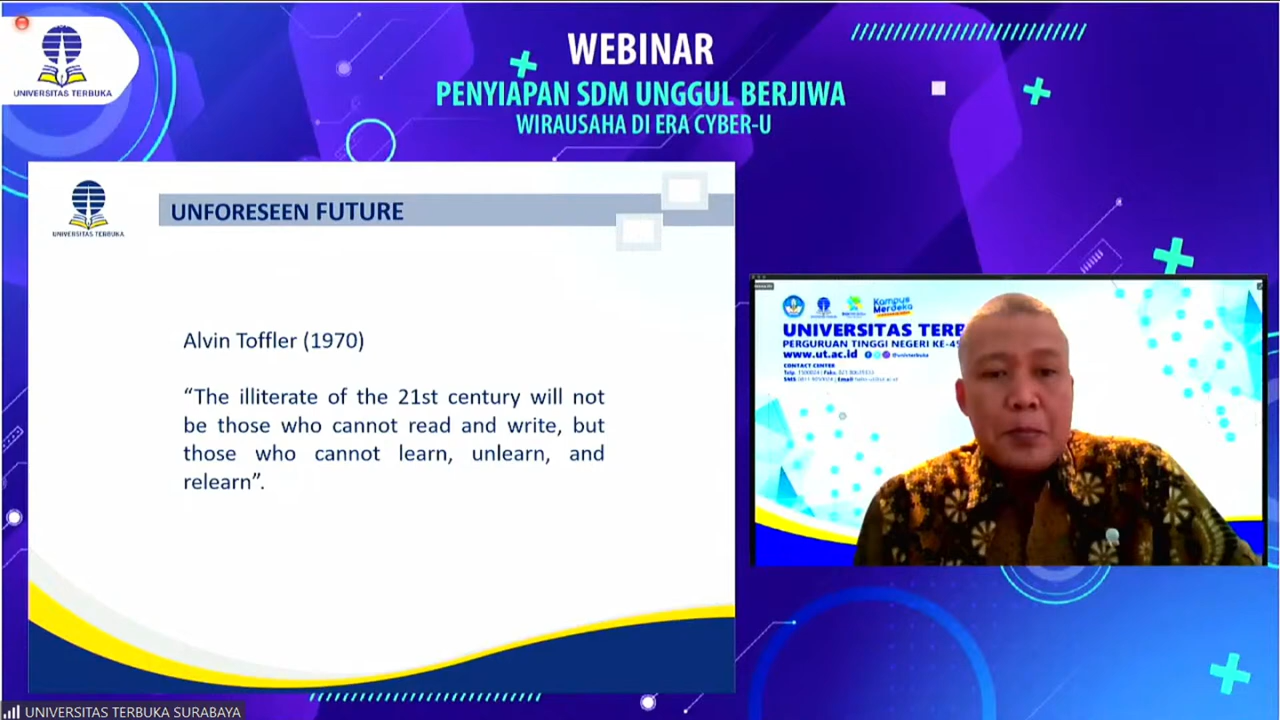 UNIVERSITAS TERBUKA
WEBINAR
PENYIAPAN SDM UNGGUL BERJIWA
WIRAUSAHA DI ERA CYBER-U
UNIVERSITAS TERBUKA
UNFORESEEN FUTURE
Alvin Toffler (1970)
“The illiterate of the 21st century will not
be those who cannot read and write, but
those who cannot learn, unlearn, and
relearn”.
Kampus
Merdeka
UNIVERSITAS TERB
PERGURUAN TINGGI NEGERI KE-45
www.ut.ac.id
CONTACT CENTER
UNIVERSITAS TERBUKA SURABAYA